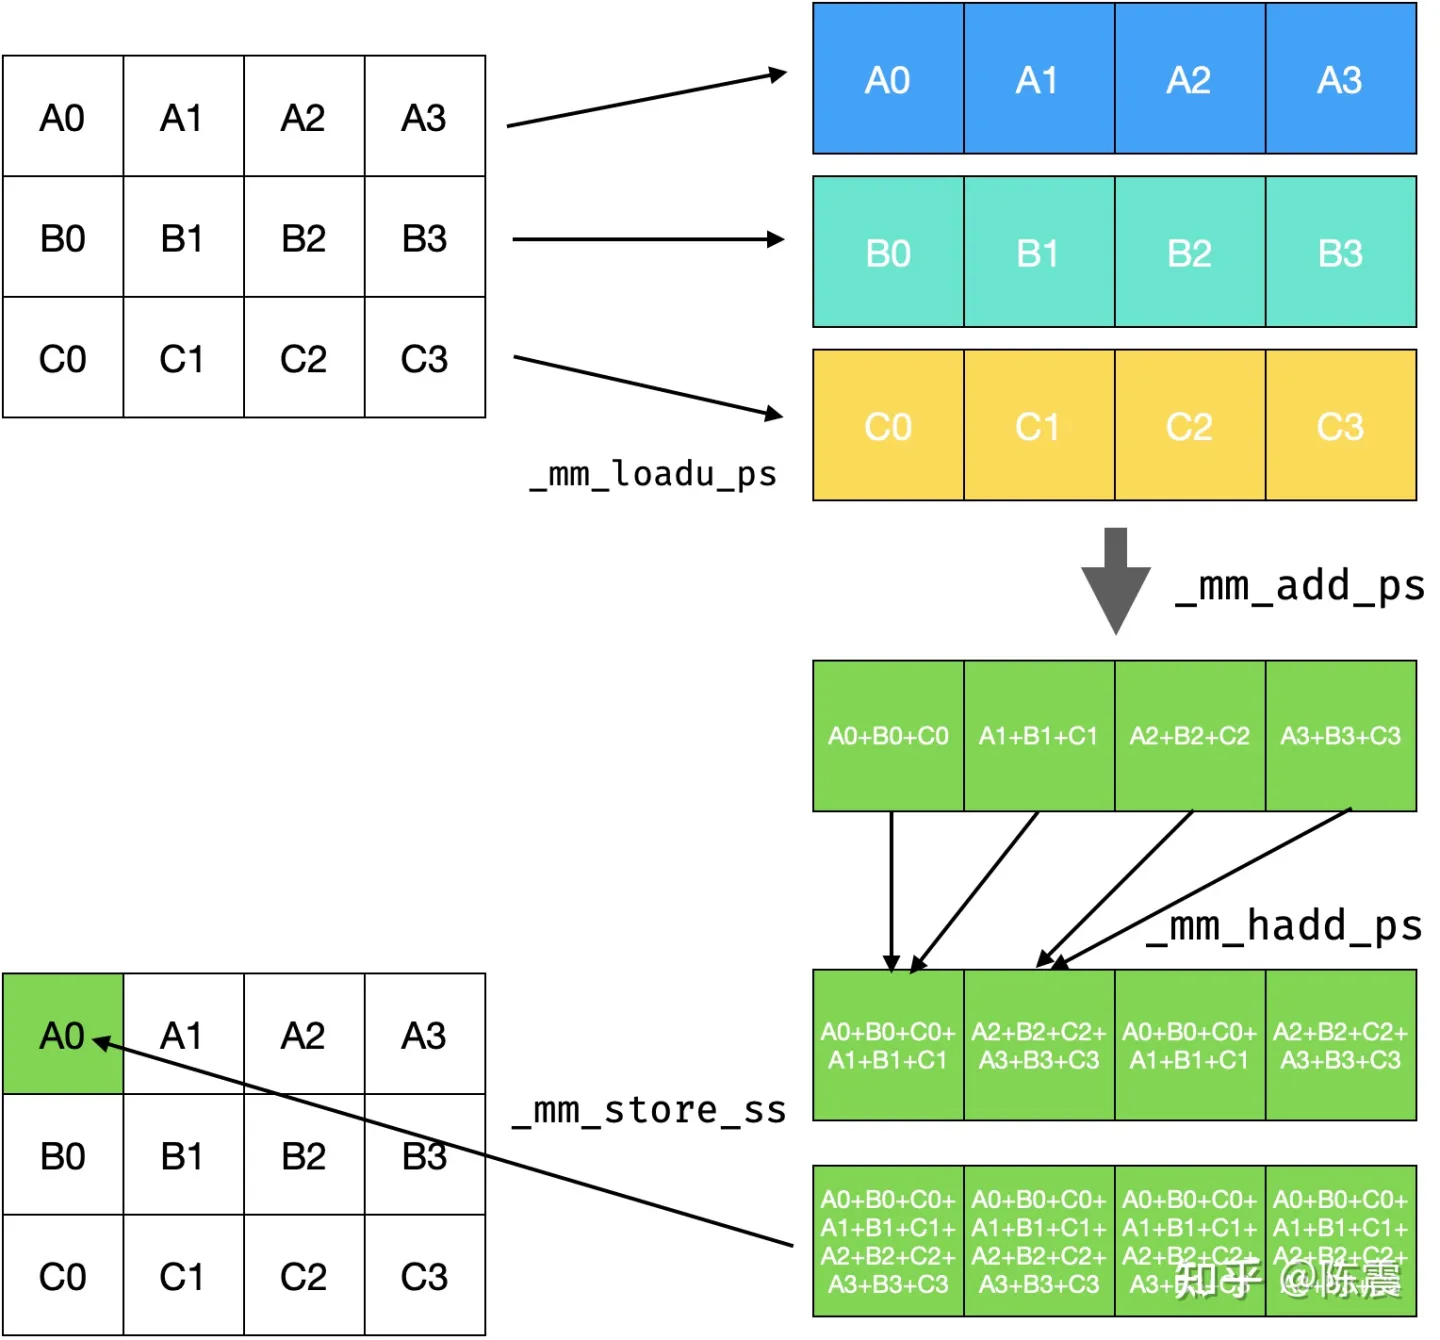 A0 A1 A2 A3
B0 B1 B2 B3
C0 C1 C2 C3
_mm_loadu_ps
A0 A1 A2 A3
B0 B1 B2 B3
C0 C1 C2 C3
_mm_add_ps
A0+B0+C0 A1+B1+C1 A2+B2+C2 A3+B3+C3
_mm_hadd_ps
A0+B0+C0+ A2+B2+C2+ A0+B0+C0+ A2+B2+C2+
A1+B1+C1 A3+B3+C3 A1+B1+C1 A3+B3+C3
A0+B0+C0+ A0+B0+C0+ A0+B0+C0+ A0+B0+C0+
A1+B1+C1+ A1+B1+C1+ A1+B1+C1+ A1+B1+C1+
A2+B2+C2+ A2+B2+C2+ A2+B2+C2+ A2+B2+C2+
A3+B3+C3 A3+B3+C3 A3+B3+C3
_mm_store_ss
A0 A1 A2 A3
B0 B1 B2 B3
C0 C1 C2 C3
知乎 @陈震